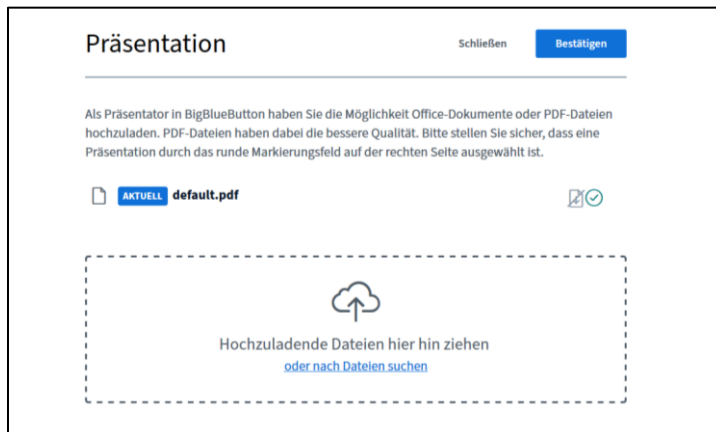 Präsentation
Schließen
Bestätigen
Als Präsentator in BigBlueButton haben Sie die Möglichkeit Office-Dokumente oder PDF-Dateien
hochzuladen. PDF-Dateien haben dabei die bessere Qualität. Bitte stellen Sie sicher, dass eine
Präsentation durch das runde Markierungsfeld auf der rechten Seite ausgewählt ist.
AKTUELL default.pdf
Hochzuladende Dateien hier hin ziehen
oder nach Dateien suchen